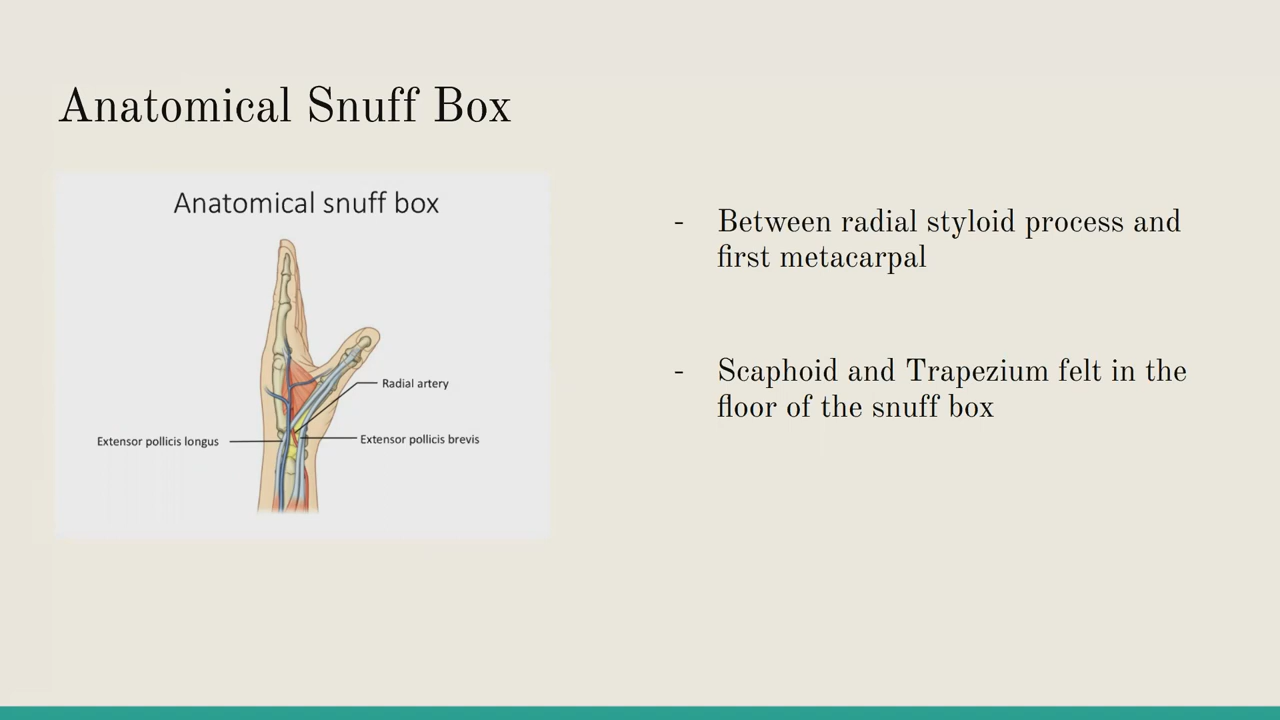 Anatomical Snuff Box
Anatomical snuff box
Radial artery
Extensor pollicis longus
Extensor pollicis brevis
- Between radial styloid process and
first metacarpal
- Scaphoid and Trapezium felt in the
floor of the snuff box